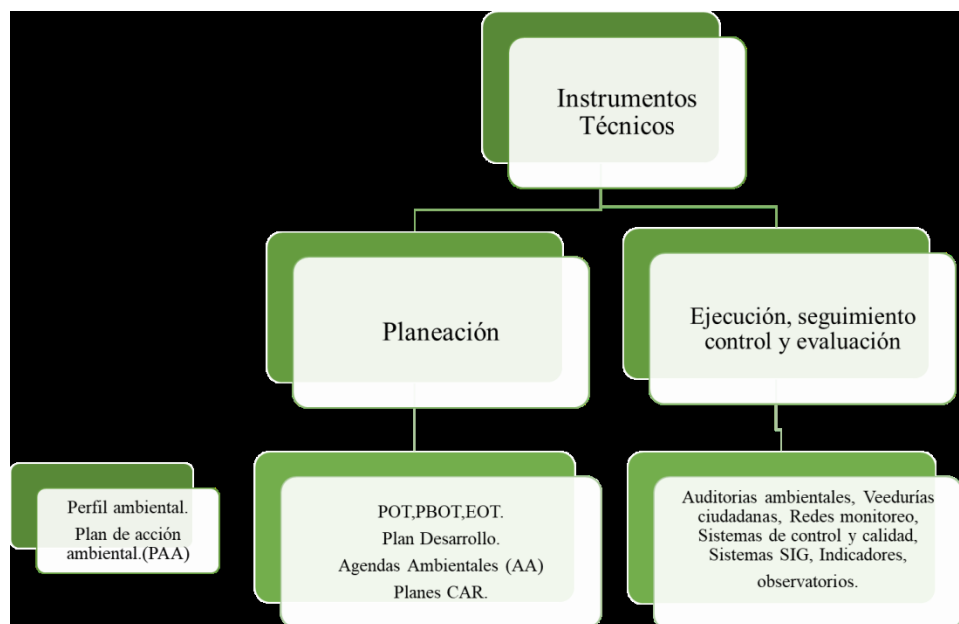 Instrumentos
Técnicos
Planeación
Ejecución, seguimiento
control y evaluación
Perfil ambiental.
Plan de acción
ambiental.(PAA)
POT,PBOT,EOT.
Plan Desarrollo.
Agendas Ambientales (AA)
Planes CAR.
Auditorias ambientales, Veedurías
ciudadanas, Redes monitoreo,
Sistemas de control y calidad,
Sistemas SIG, Indicadores,
observatorios.